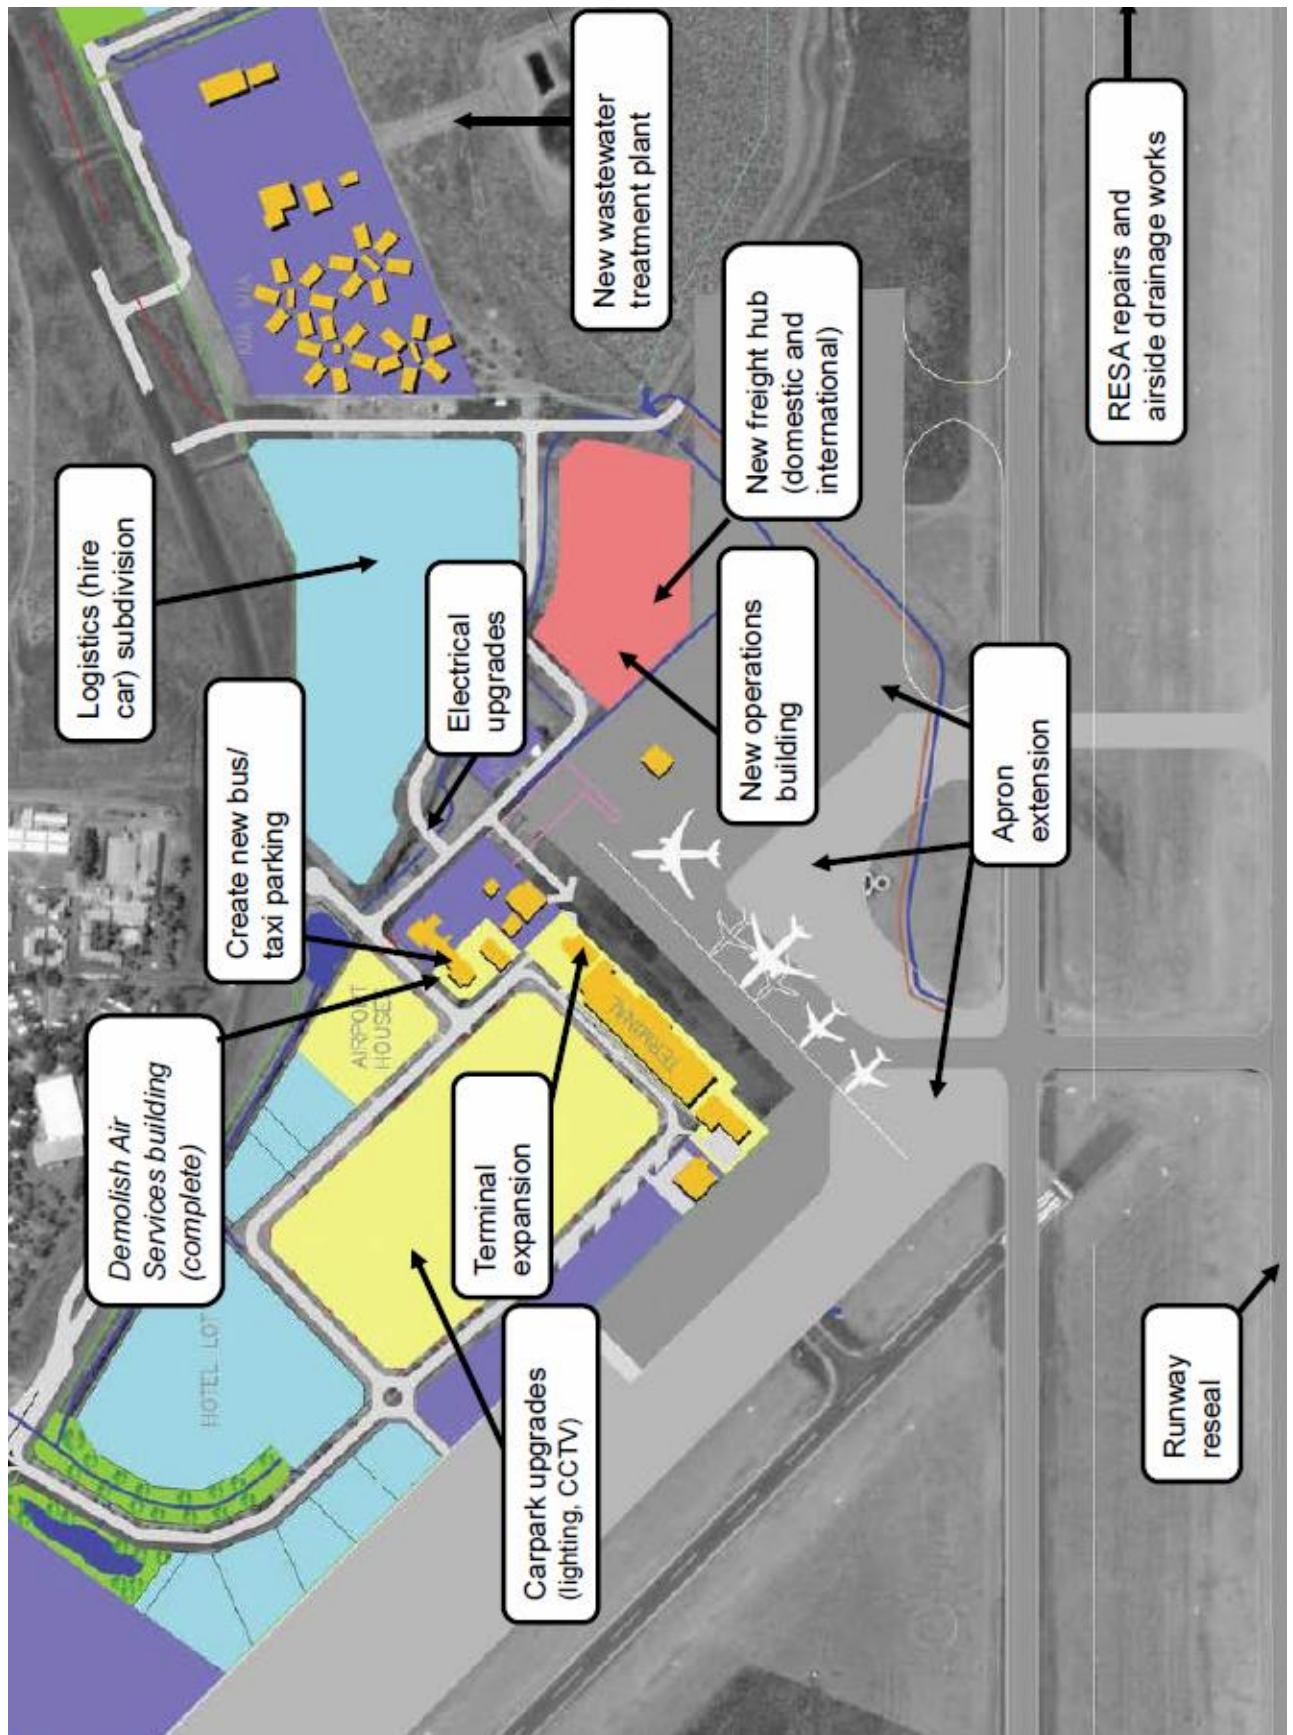 Logistics (hire
car) subdivision
Demolish Air
Services building
(complete)
Create new bus/
taxi parking
HOTEL LOT
AIRPORT
HOUSE
Electrical
upgrades
Terminal
expansion
Carpark upgrades
(lighting, CCTV)
New wastewater
treatment plant
TERMINAL
New operations
building
New freight hub
(domestic and
international)
Apron
extension
RESA repairs and
airside drainage works
Runway
reseal